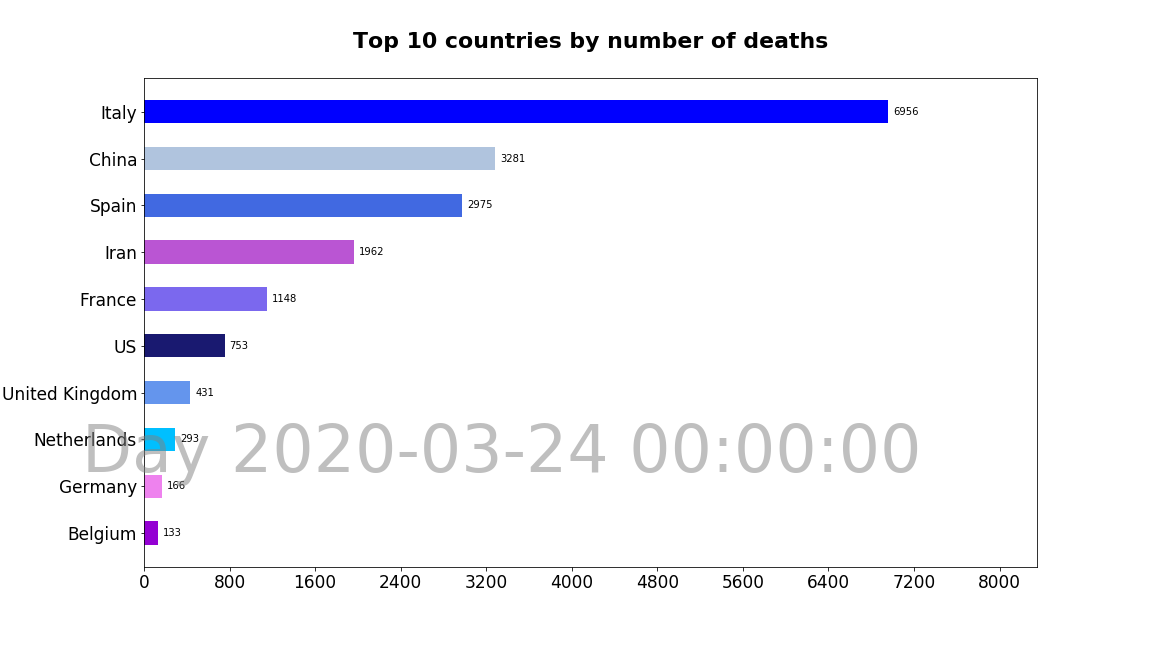 Top 10 countries by number of deaths
Italy 6956
China 3281
Spain 2975
Iran 1962
France 1148
US 753
United Kingdom 431
Netherlands 293
Day 2020-03-24 00:00:00
Germany 166
Belgium 133
0 800 1600 2400 3200 4000 4800 5600 6400 7200 8000